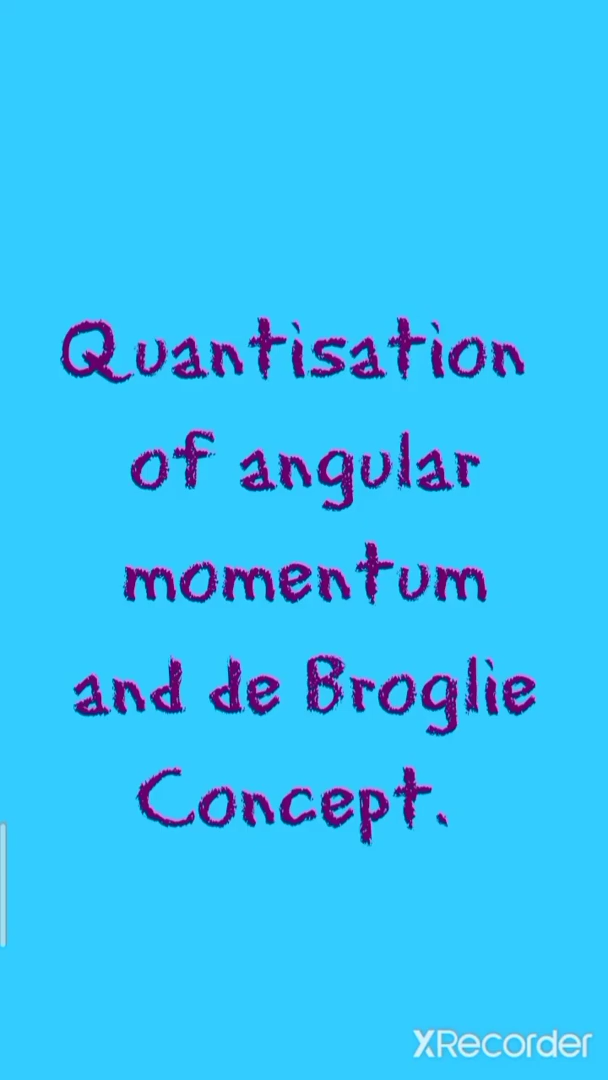 Quantisation
of angular
momentum
and de Broglie
Concept.
XRecorder